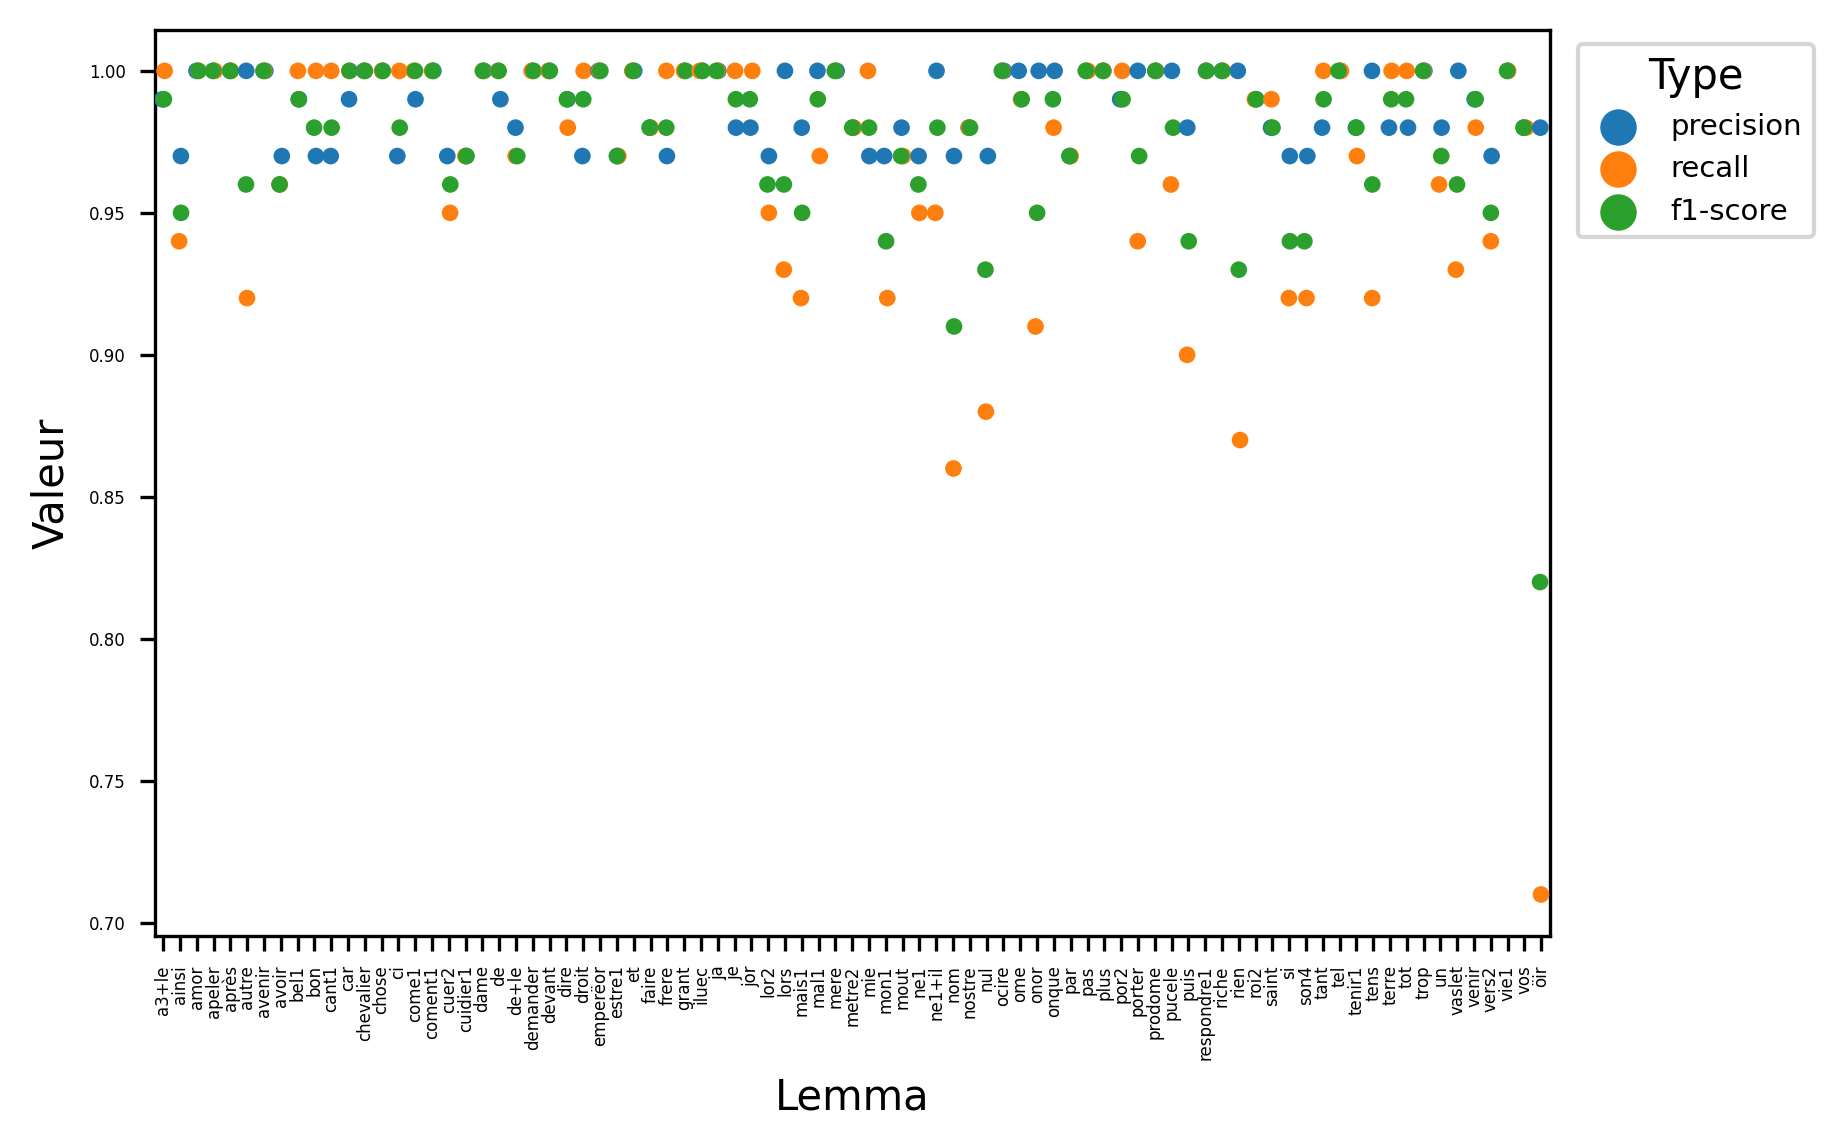 Type
precision
recall
f1-score
1.00
0.95
0.90
0.85
0.80
0.75
0.70
Valeur
a3+le
ainsi
amor
apeler
après
autre
avenir
avoir
bel1
bon
cant1
car
chevalier
chose
ci
come1
coment1
cuer2
cuidier1
dame
de
de+le
demander
devant
dire
droit
emperëor
estre1
et
faire
frere
grant
iluec
ja
je
jor
lor2
lors
mais1
mal1
mere
metre2
mie
mon1
mout
ne1
ne1+il
nom
nostre
nul
ocire
ome
onor
onque
par
pas
plus
por2
porter
prodome
pucele
puis
respondre1
riche
rien
roi2
saint
si
son4
tant
tel
tenir1
tens
terre
tot
trop
un
vaslet
venir
vers2
vie1
vos
öir
Lemma